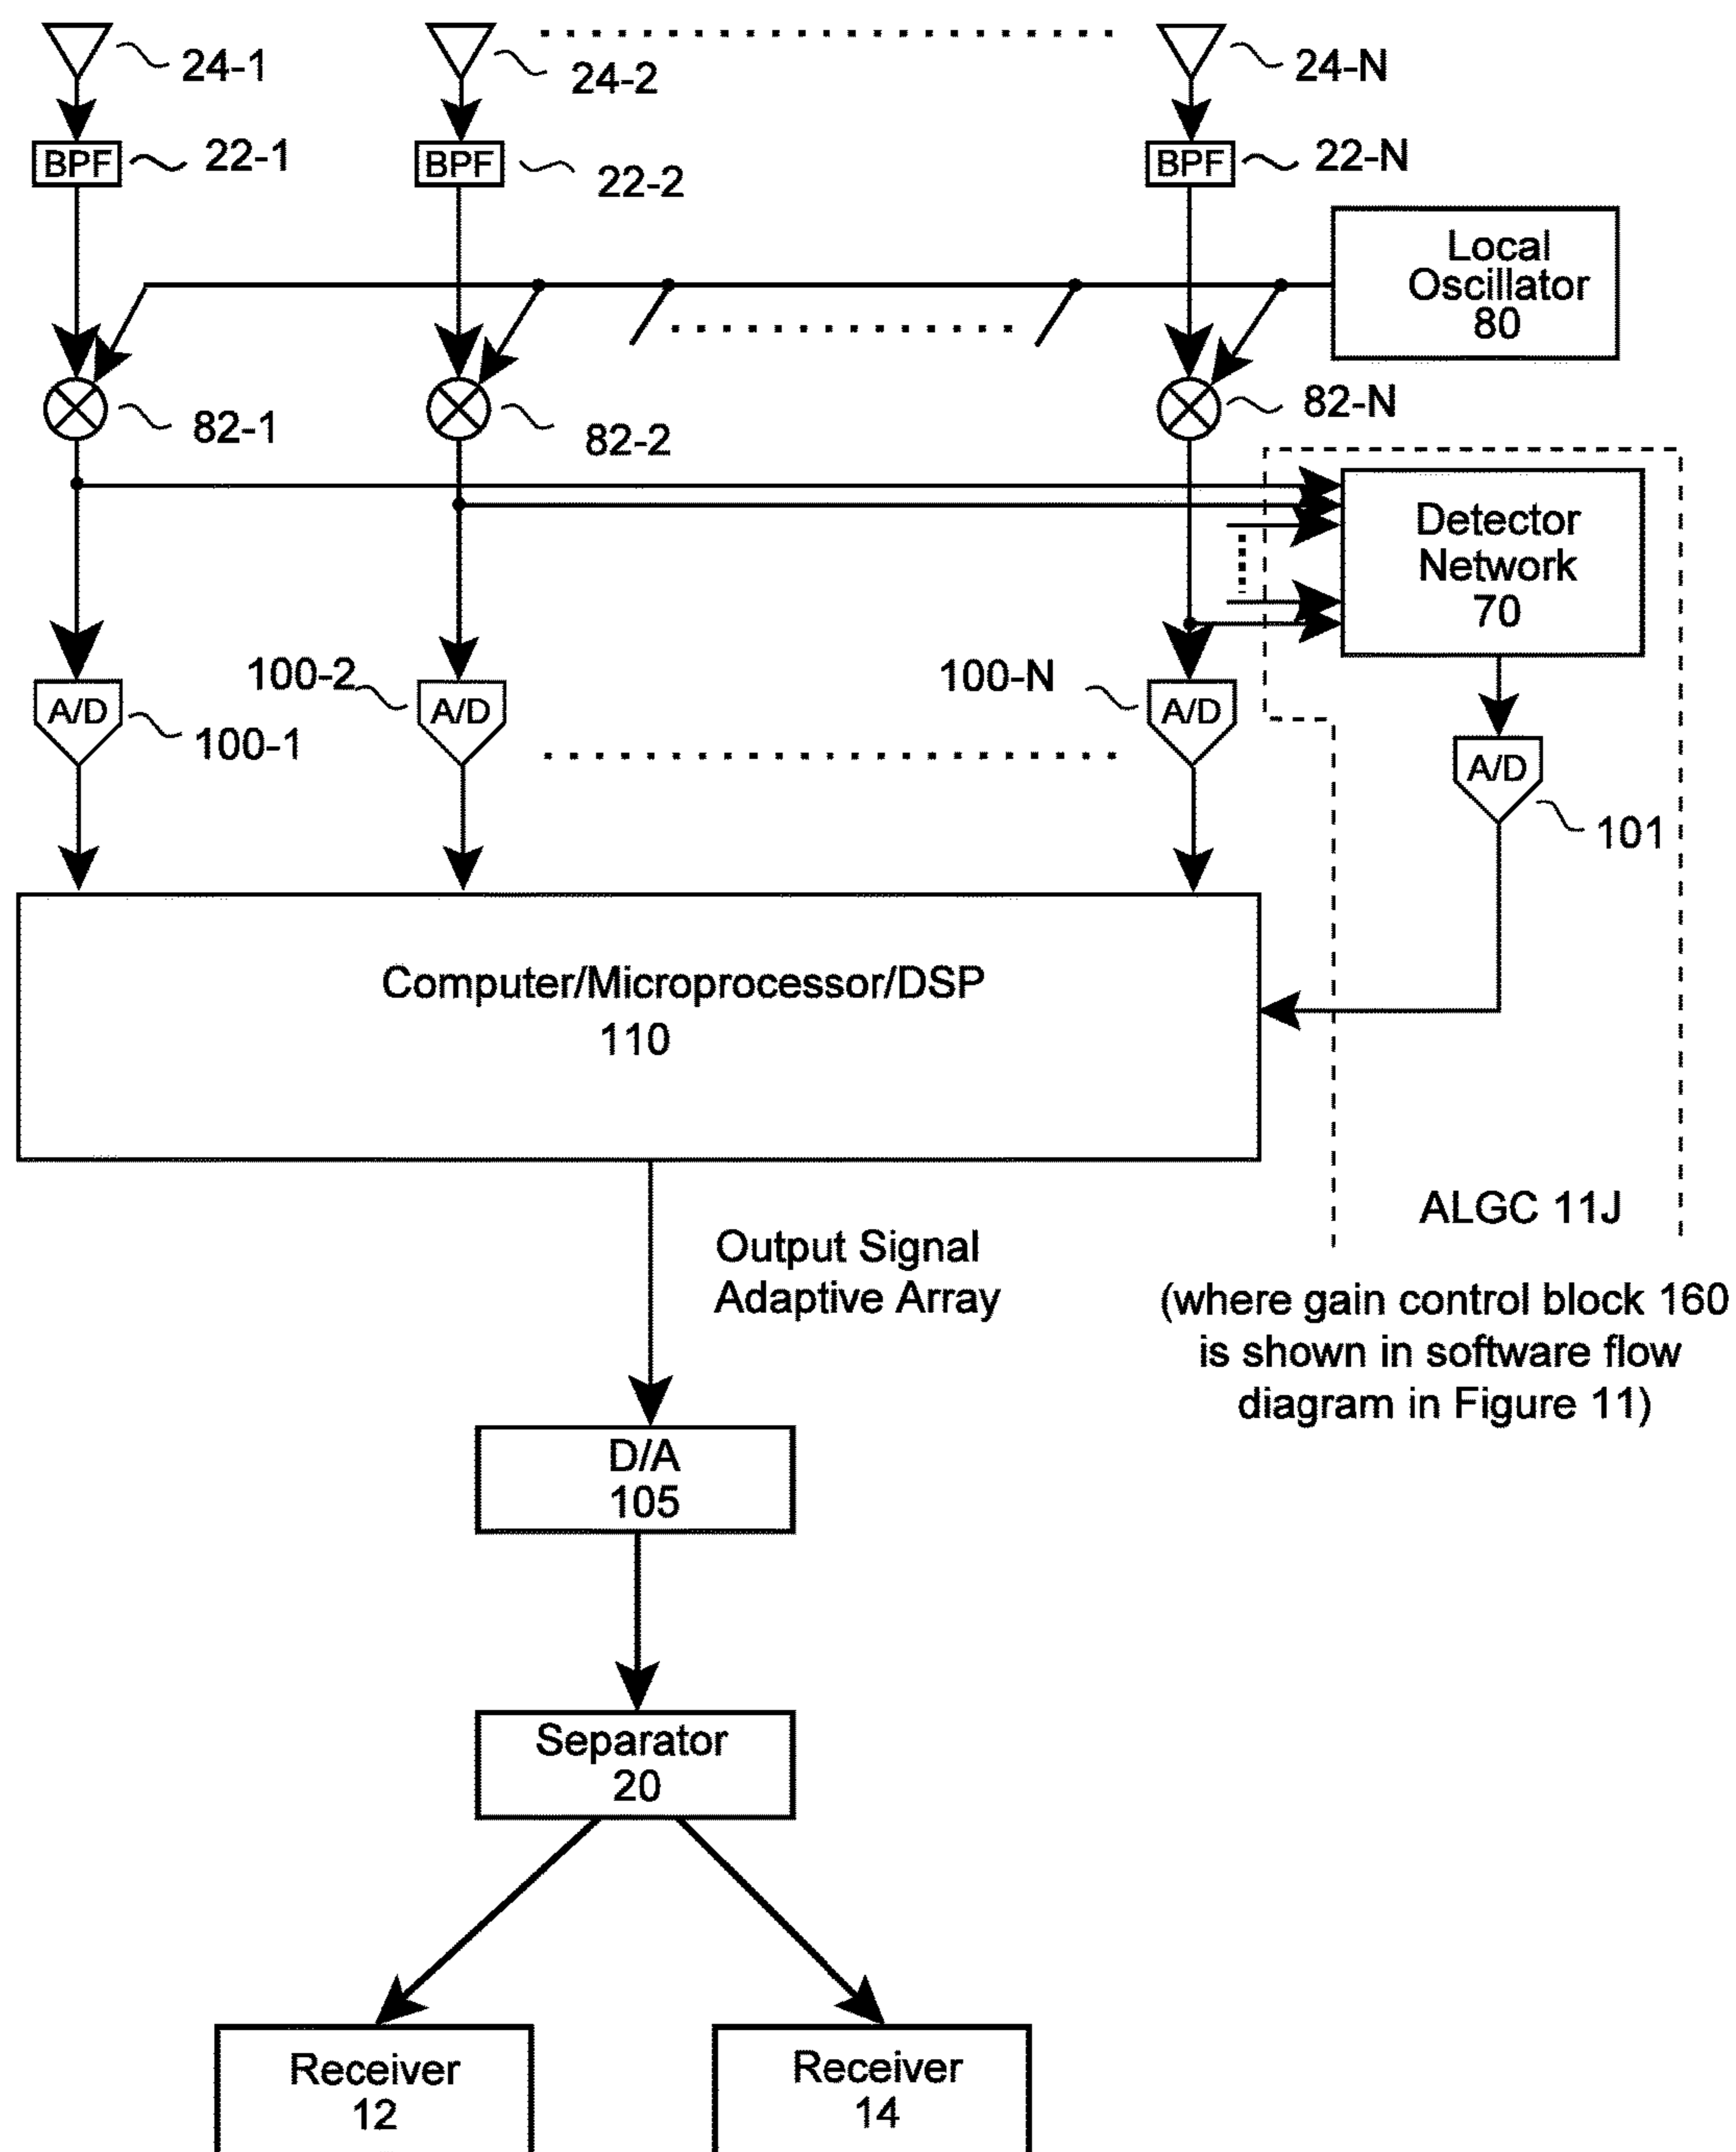 24-1
24-2
24-N
BPF
22-1
BPF
22-2
BPF
22-N
Local
Oscillator
80
82-1
82-2
82-N
Detector
Network
70
A/D
100-1
100-2
A/D
100-N
A/D
A/D
101
Computer/Microprocessor/DSP
110
ALGC 11J
(where gain control block 160
is shown in software flow
diagram in Figure 11)
Output Signal
Adaptive Array
D/A
105
Separator
20
Receiver
12
Receiver
14